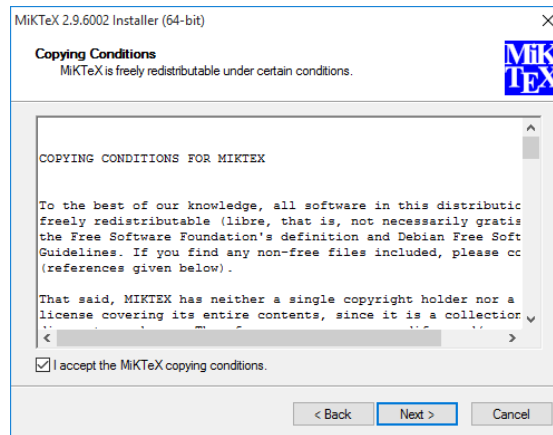 MiKTeX 2.9.6002 Installer (64-bit)
Copying Conditions
MiKTeX is freely redistributable under certain conditions.
MiK
TEX
COPYING CONDITIONS FOR MIKTEX
To the best of our knowledge, all software in this distributic
freely redistributable (libre, that is, not necessarily gratis
the Free Software Foundation's definition and Debian Free Soft
Guidelines. If you find any non-free files included, please cc
(references given below).
That said, MIKTEX has neither a single copyright holder nor a
license covering its entire contents, since it is a collection
I accept the MiKTeX copying conditions.
< Back
Next >
Cancel